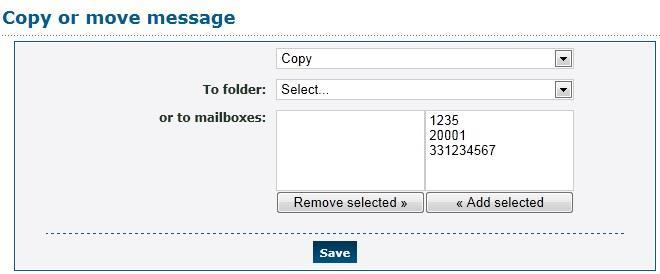 Copy or move message
Copy
To folder: Select...
or to mailboxes:
1235
20001
331234567
Remove selected » « Add selected
Save